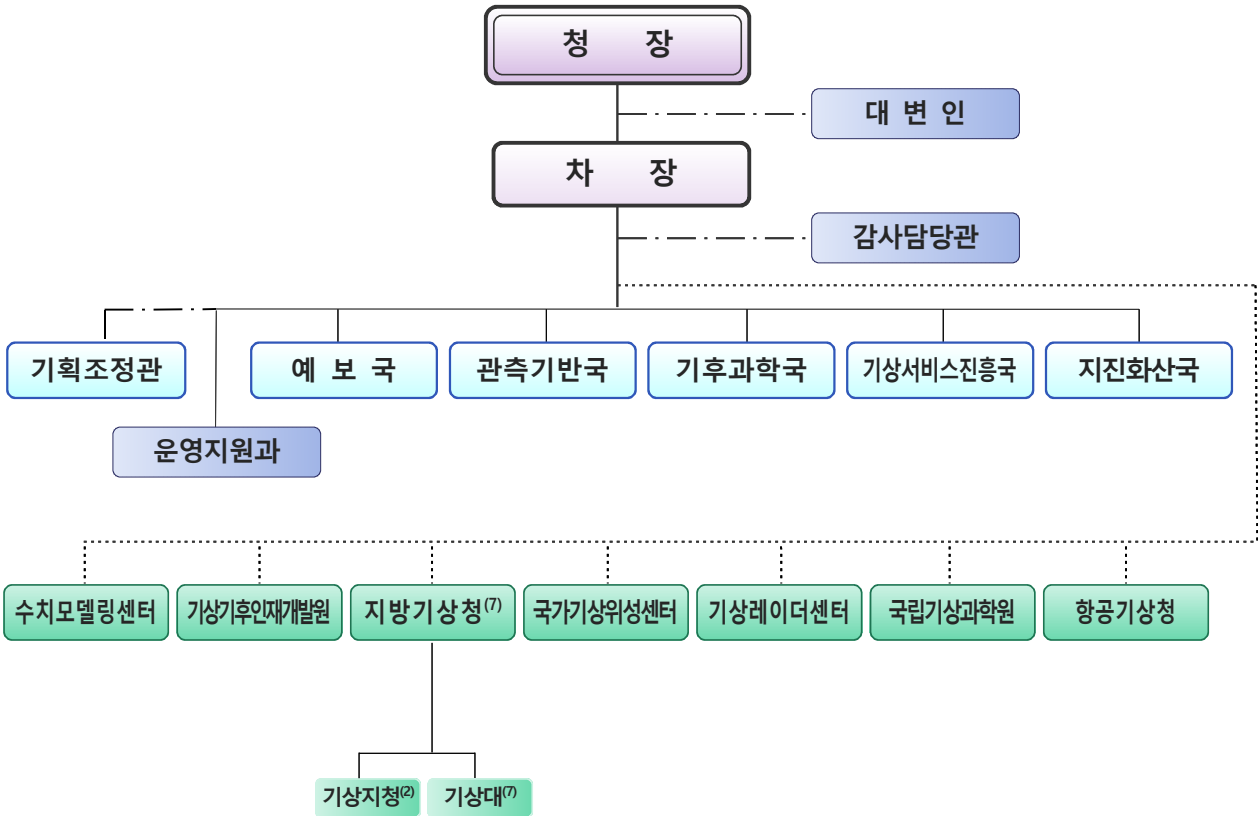 청 장
대 변 인
차 장
감사담당관
기획조정관
예 보 국
관측기반국
기후과학국
기상서비스진흥국
지진화산국
운영지원과
수치모델링센터
기상기후인재개발원
지방기상청(7)
국가기상위성센터
기상레이더센터
국립기상과학원
항공기상청
기상지청(2)
기상대(7)